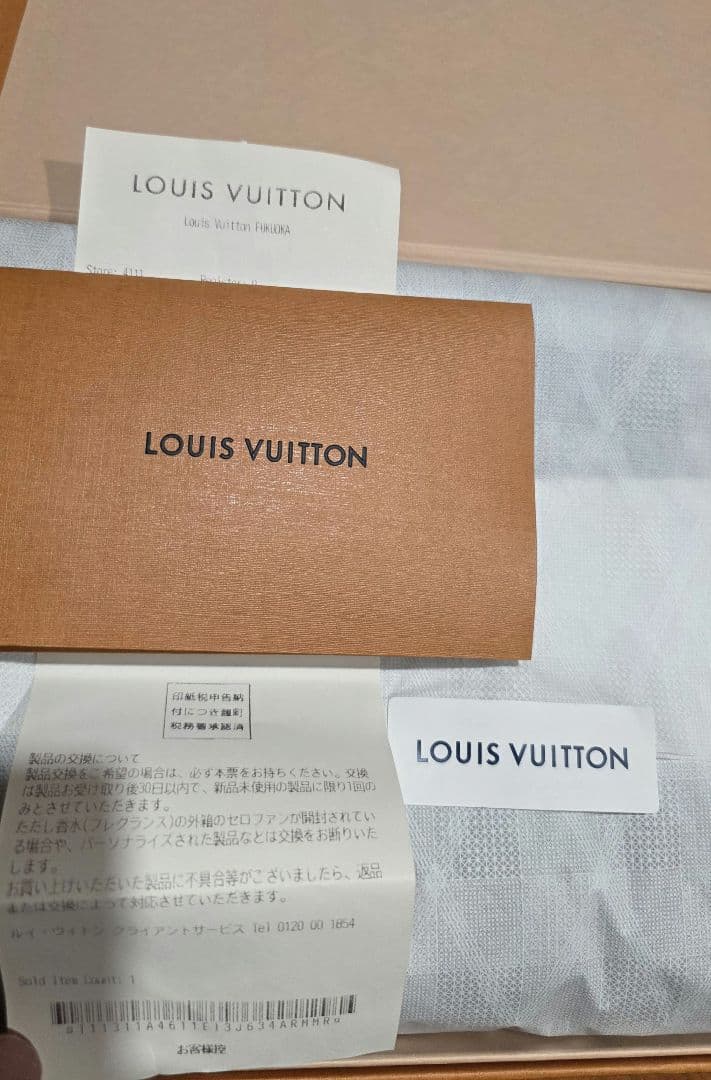 LOUIS VUITTON
Louis Vuitton FUKUOKA
Store: 4111
LOUIS VUITTON
印紙税申告納
付につき麹町
税務署承認済
LOUIS VUITTON
製品の交換について
製品交換をご希望の場合は、必ず本票をお持ちください。交換
は製品お受け取り後30日以内で、新品未使用の製品に限り1回の
みとさせていただきます。
ただし香水(フレグランス)の外箱のセロファンが開封されてい
る場合や、パーソナライズされた製品などは交換をお断りいた
します。
お買い上げいただいた製品に不具合等がございましたら、返品
または交換によって対応させていただきます。
ルイ・ヴィトン クライアントサービス Tel 0120 00 1854
Sold Item Count: 1
お客様控